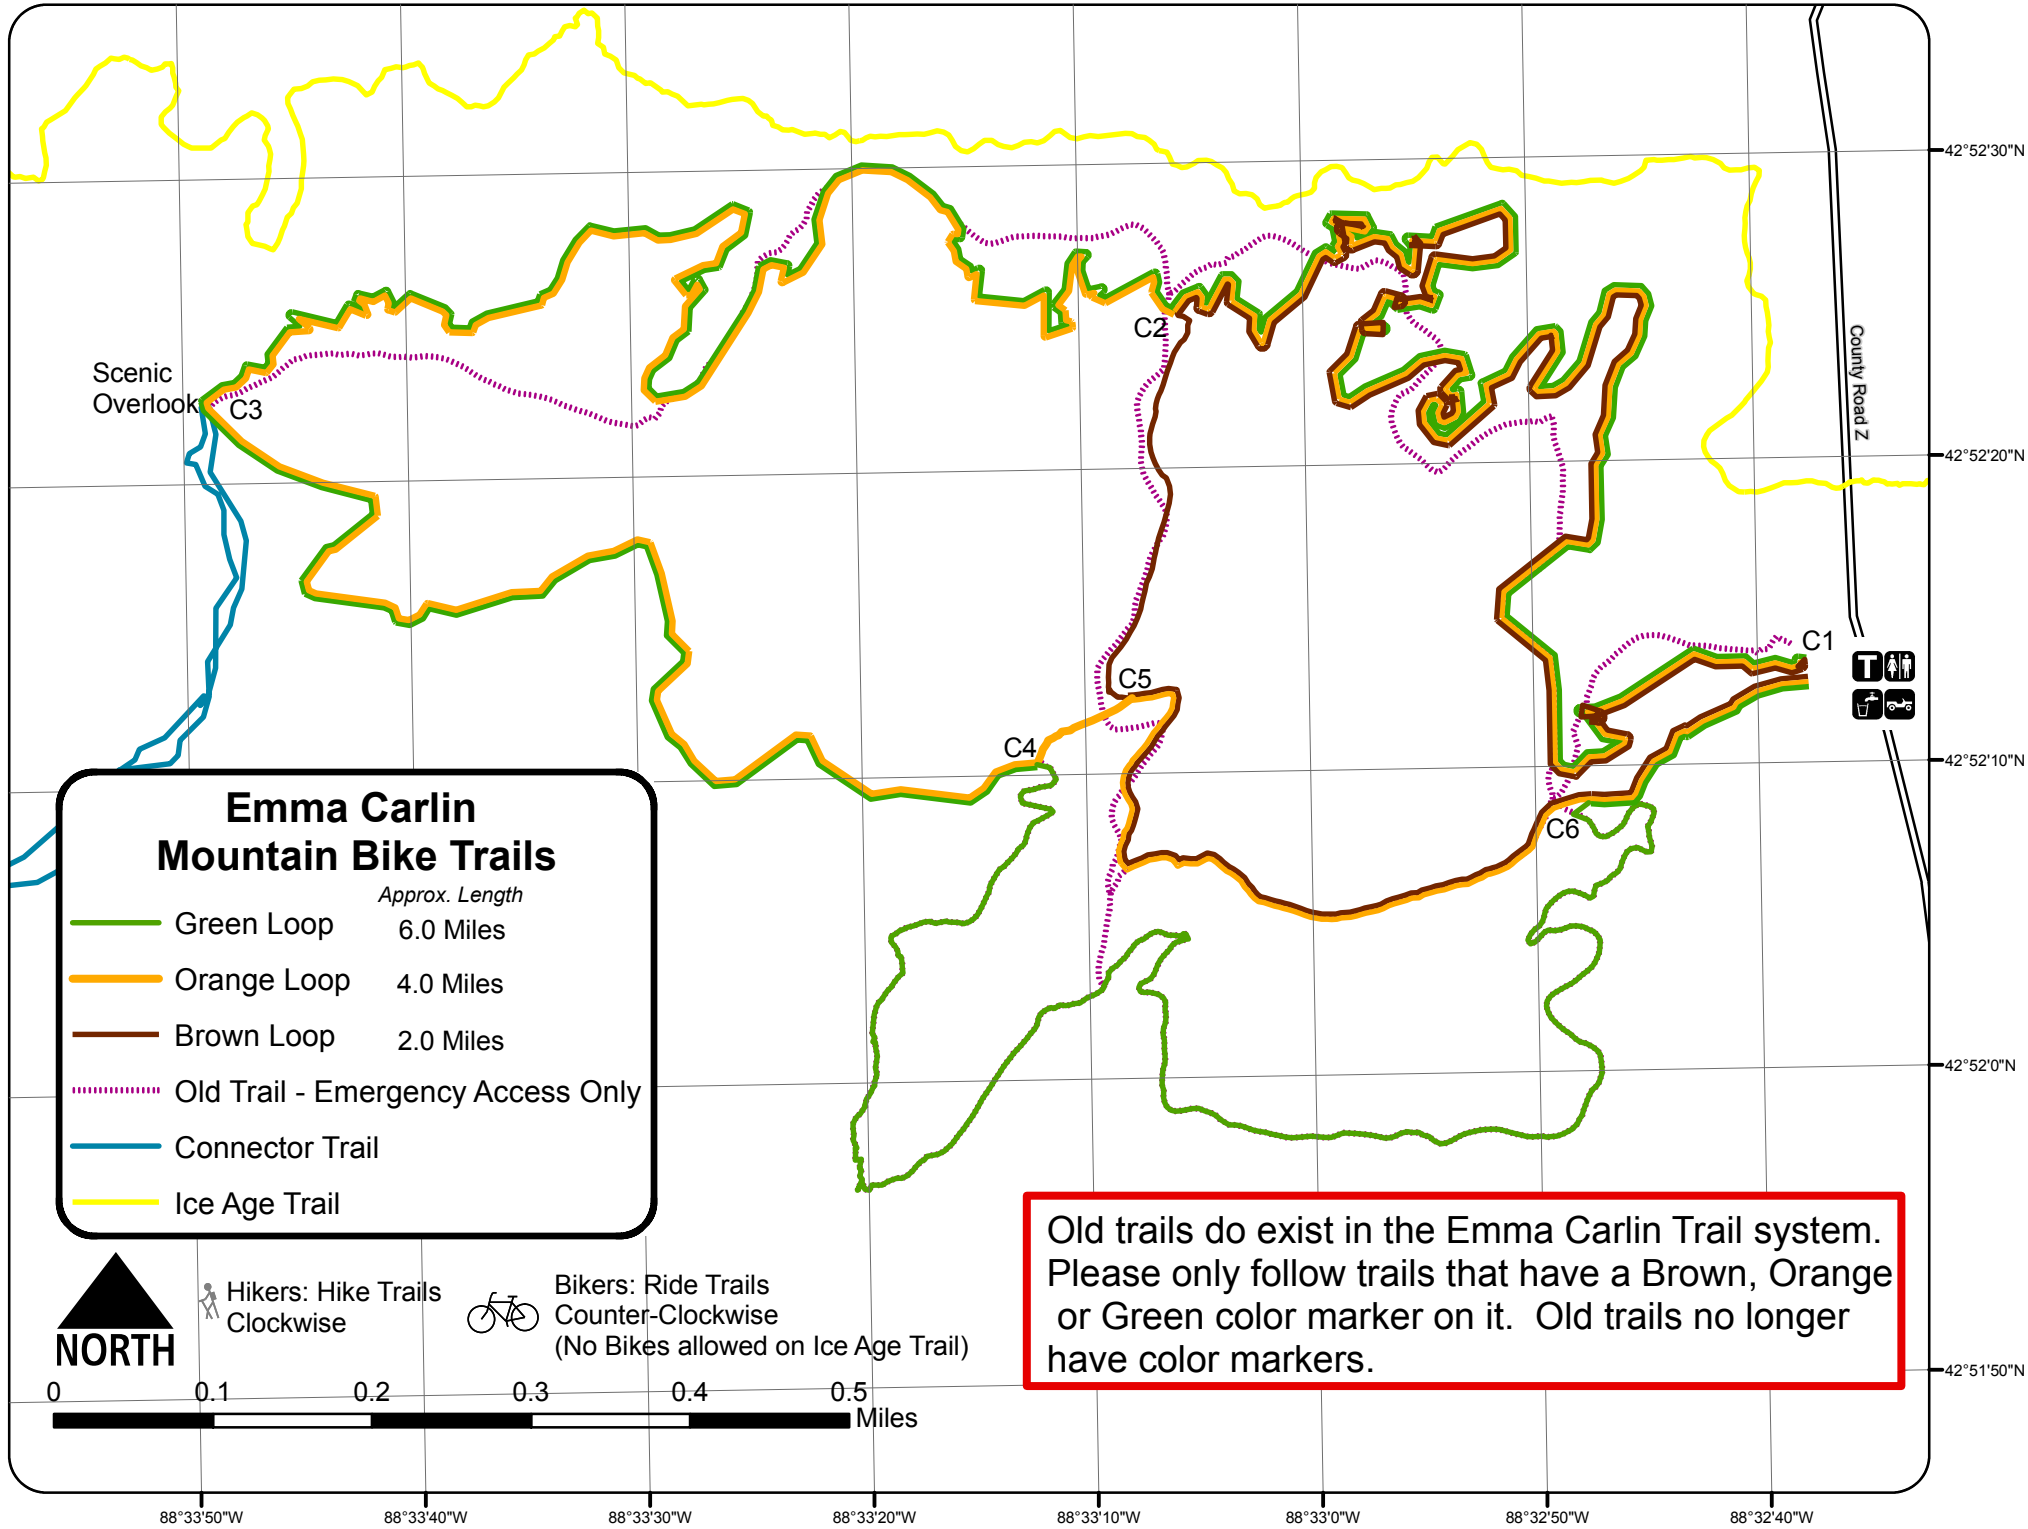 42°52'30"N
County Road Z
C2
Scenic
Overlook
C3
42°52'20"N
C1
T
C5
C4
42°52'10"N
C6
Emma Carlin
Mountain Bike Trails
Approx. Length
Green Loop 6.0 Miles
Orange Loop 4.0 Miles
Brown Loop 2.0 Miles
Old Trail - Emergency Access Only
Connector Trail
Ice Age Trail
42°52'0"N
Old trails do exist in the Emma Carlin Trail system.
Please only follow trails that have a Brown, Orange
or Green color marker on it. Old trails no longer
have color markers.
NORTH
Hikers: Hike Trails
Clockwise
Bikers: Ride Trails
Counter-Clockwise
(No Bikes allowed on Ice Age Trail)
42°51'50"N
0 0.1 0.2 0.3 0.4 0.5
Miles
88°33'50"W 88°33'40"W 88°33'30"W 88°33'20"W 88°33'10"W 88°33'0"W 88°32'50"W 88°32'40"W